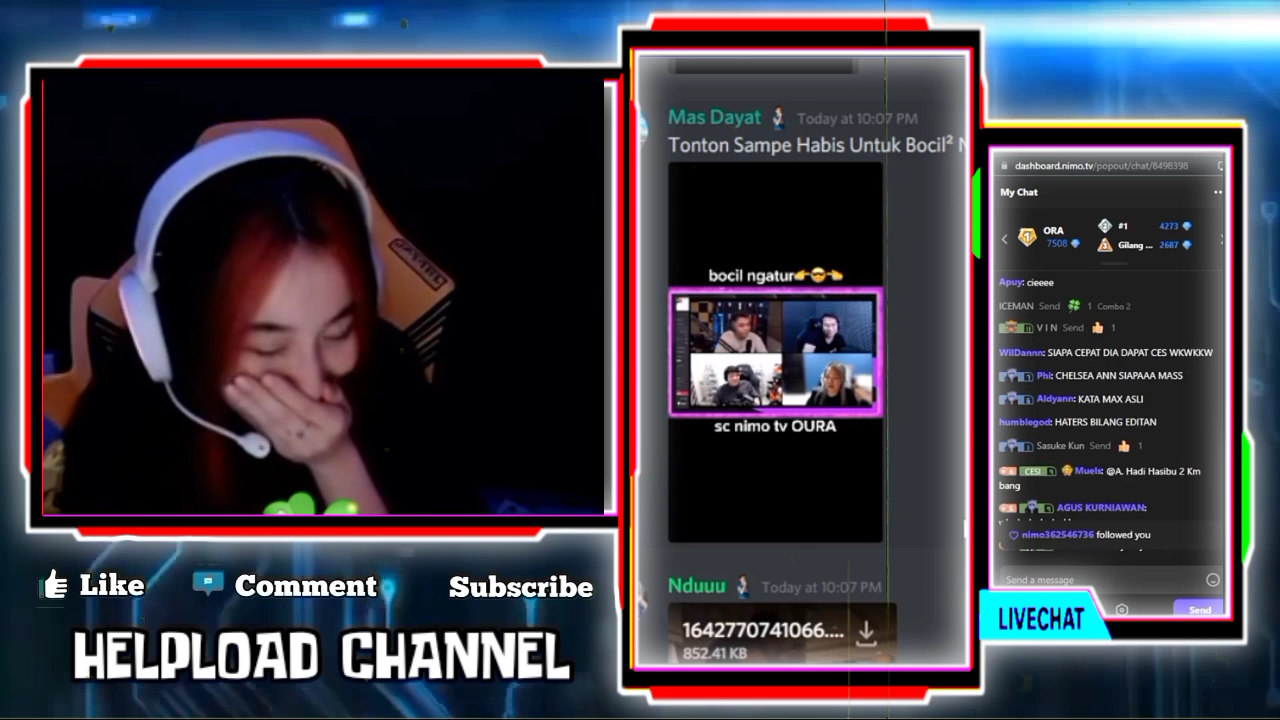 Like
Comment
Subscribe
HELPLOAD CHANNEL
Mas Dayat Today at 10:07 PM
Tonton Sampe Habis Untuk Bocil² N
bocil ngatur
sc nimo tv OURA
Nduuu Today at 10:07 PM
1642770741066....
852.41 KB
dashboard.nimo.tv/popout/chat/8498398
My Chat
ORA
7508
#1 4273
Gilang ... 2687
Apuy: cieeee
ICEMAN Send 1 Combo 2
V I N Send 1
WilDannn: SIAPA CEPAT DIA DAPAT CES WKWKKW
Phi: CHELSEA ANN SIAPAAA MASS
Aldyann: KATA MAX ASLI
humblegod: HATERS BILANG EDITAN
Sasuke Kun Send 1
CESI Muels: @A. Hadi Hasibu 2 Km
bang
AGUS KURNIAWAN:
nimo362546736 followed you
Send a message
Send
LIVECHAT